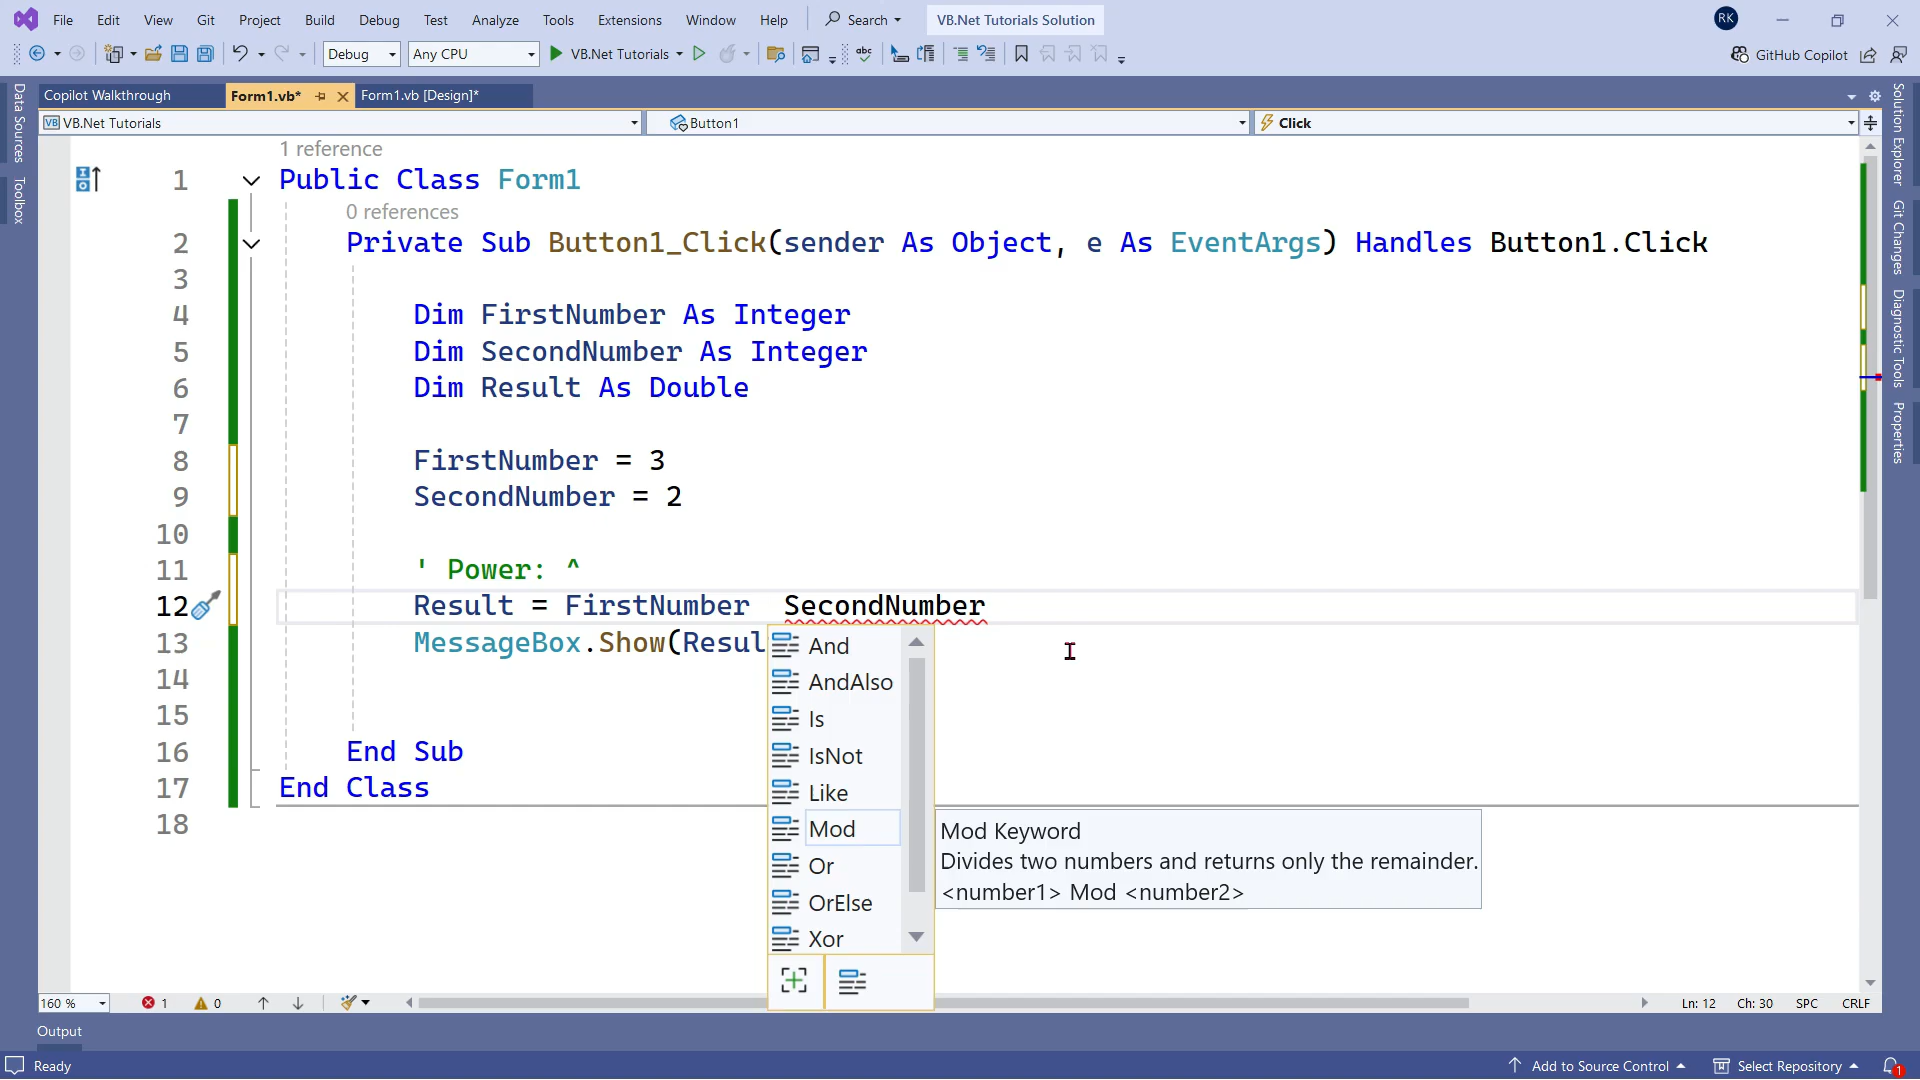 File Edit View Git Project Build Debug Test Analyze Tools Extensions Window Help Search VB.Net Tutorials Solution RK
Debug Any CPU VB.Net Tutorials abc GitHub Copilot
Copilot Walkthrough Form1.vb* Form1.vb [Design]*
VB VB.Net Tutorials Button1 Click
Data Sources
Toolbox
Solution Explorer
Git Changes
Diagnostic Tools
Properties
1 reference
1 Public Class Form1
0 references
2 Private Sub Button1_Click(sender As Object, e As EventArgs) Handles Button1.Click
3
4 Dim FirstNumber As Integer
5 Dim SecondNumber As Integer
6 Dim Result As Double
7
8 FirstNumber = 3
9 SecondNumber = 2
10
11 ' Power: ^
12 Result = FirstNumber  SecondNumber
13 MessageBox.Show(Resul
14
15
16 End Sub
17 End Class
18
And
AndAlso
Is
IsNot
Like
Mod
Or
OrElse
Xor
Mod Keyword
Divides two numbers and returns only the remainder.
<number1> Mod <number2>
160 % 1 0 Ln: 12 Ch: 30 SPC CRLF
Output
Ready Add to Source Control Select Repository 1